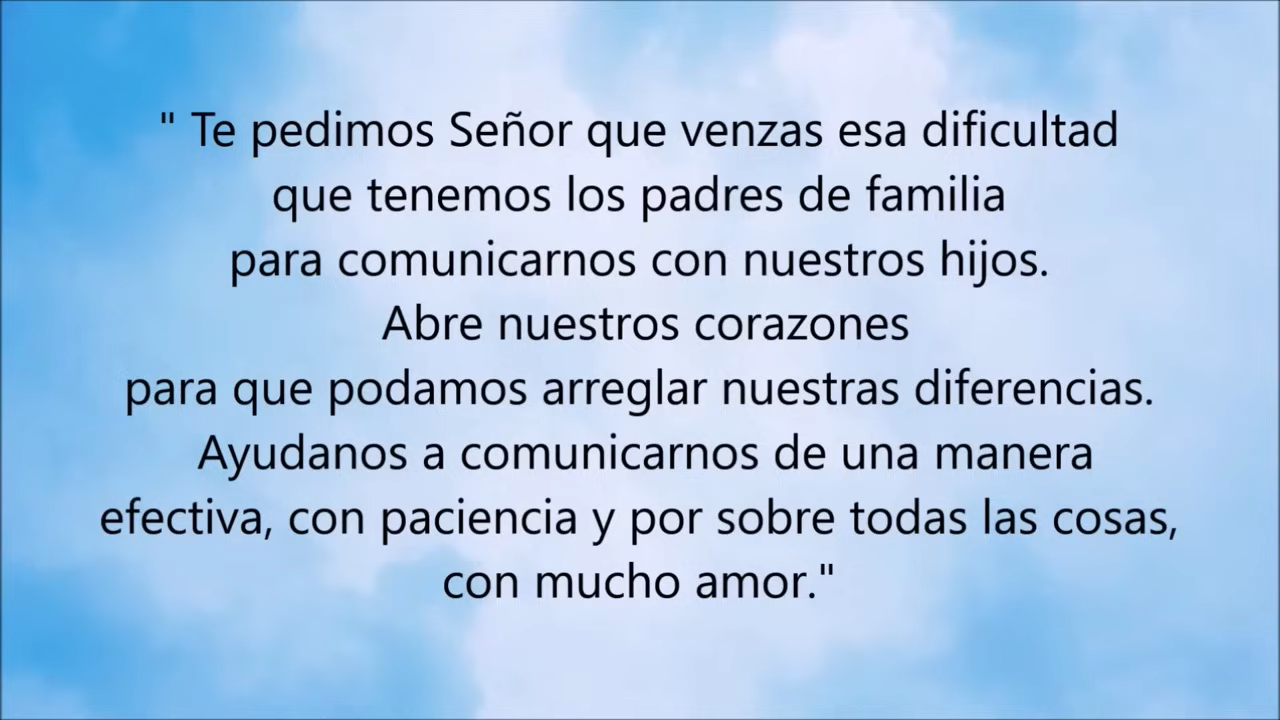 " Te pedimos Señor que venzas esa dificultad
que tenemos los padres de familia
para comunicarnos con nuestros hijos.
Abre nuestros corazones
para que podamos arreglar nuestras diferencias.
Ayudanos a comunicarnos de una manera
efectiva, con paciencia y por sobre todas las cosas,
con mucho amor."